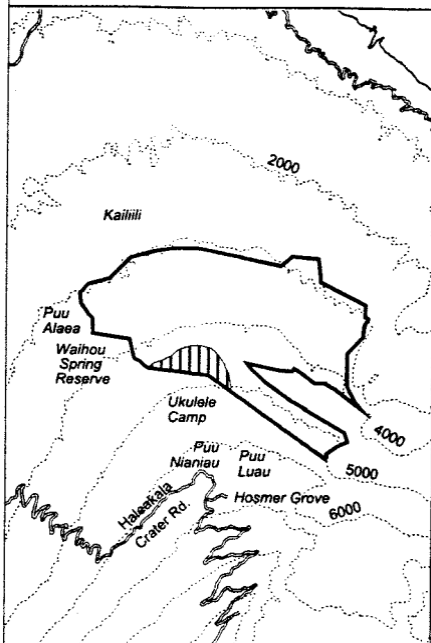 2000
Kailiili
Puu
Alaea
Waihou
Spring
Reserve
Ukulele
Camp
4000
Puu
Nianiau
Puu
Luau
5000
Hosmer Grove
6000
Haleakala
Crater Rd.